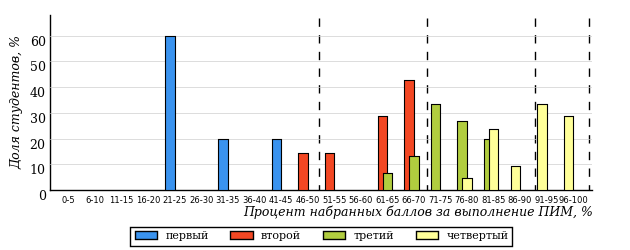 Доля студентов, %
60
50
40
30
20
10
0
0-5 6-10 11-15 16-20 21-25 26-30 31-35 36-40 41-45 46-50 51-55 56-60 61-65 66-70 71-75 76-80 81-85 86-90 91-95 96-100
Процент набранных баллов за выполнение ПИМ, %
первый второй третий четвертый